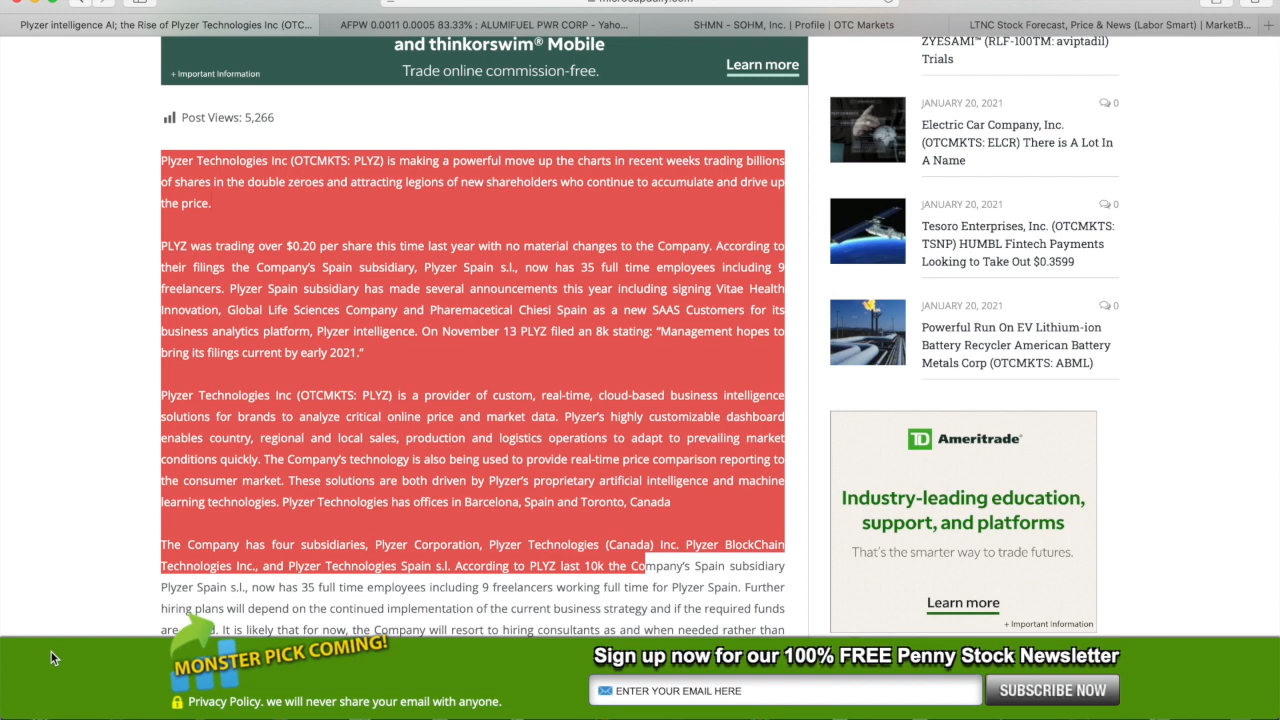 Plyzer intelligence AI; the Rise of Plyzer Technologies Inc (OTC...
AFPW 0.0011 0.0005 83.33% : ALUMIFUEL PWR CORP - Yaho...
SHMN - SOHM, Inc. | Profile | OTC Markets
LTNC Stock Forecast, Price & News (Labor Smart) | MarketB...
and thinkorswim® Mobile
Trade online commission-free.
+ Important Information
Learn more
Post Views: 5,266
Plyzer Technologies Inc (OTCMKTS: PLYZ) is making a powerful move up the charts in recent weeks trading billions
of shares in the double zeroes and attracting legions of new shareholders who continue to accumulate and drive up
the price.
PLYZ was trading over $0.20 per share this time last year with no material changes to the Company. According to
their filings the Company's Spain subsidiary, Plyzer Spain s.l., now has 35 full time employees including 9
freelancers. Plyzer Spain subsidiary has made several announcements this year including signing Vitae Health
Innovation, Global Life Sciences Company and Pharmacetical Chiesi Spain as a new SAAS Customers for its
business analytics platform, Plyzer intelligence. On November 13 PLYZ filed an 8k stating: “Management hopes to
bring its filings current by early 2021.”
Plyzer Technologies Inc (OTCMKTS: PLYZ) is a provider of custom, real-time, cloud-based business intelligence
solutions for brands to analyze critical online price and market data. Plyzer's highly customizable dashboard
enables country, regional and local sales, production and logistics operations to adapt to prevailing market
conditions quickly. The Company's technology is also being used to provide real-time price comparison reporting to
the consumer market. These solutions are both driven by Plyzer's proprietary artificial intelligence and machine
learning technologies. Plyzer Technologies has offices in Barcelona, Spain and Toronto, Canada
The Company has four subsidiaries, Plyzer Corporation, Plyzer Technologies (Canada) Inc. Plyzer BlockChain
Technologies Inc., and Plyzer Technologies Spain s.l. According to PLYZ last 10k the Company's Spain subsidiary
Plyzer Spain s.l., now has 35 full time employees including 9 freelancers working full time for Plyzer Spain. Further
hiring plans will depend on the continued implementation of the current business strategy and if the required funds
are It is likely that for now, the Company will resort to hiring consultants as and when needed rather than
ZYESAMI™ (RLF-100TM: aviptadil)
Trials
JANUARY 20, 2021
0
Electric Car Company, Inc.
(OTCMKTS: ELCR) There is A Lot In
A Name
JANUARY 20, 2021
0
Tesoro Enterprises, Inc. (OTCMKTS:
TSNP) HUMBL Fintech Payments
Looking to Take Out $0.3599
JANUARY 20, 2021
0
Powerful Run On EV Lithium-ion
Battery Recycler American Battery
Metals Corp (OTCMKTS: ABML)
TD Ameritrade
Industry-leading education,
support, and platforms
That's the smarter way to trade futures.
Learn more
+ Important Information
MONSTER PICK COMING!
Privacy Policy. we will never share your email with anyone.
Sign up now for our 100% FREE Penny Stock Newsletter
ENTER YOUR EMAIL HERE
SUBSCRIBE NOW